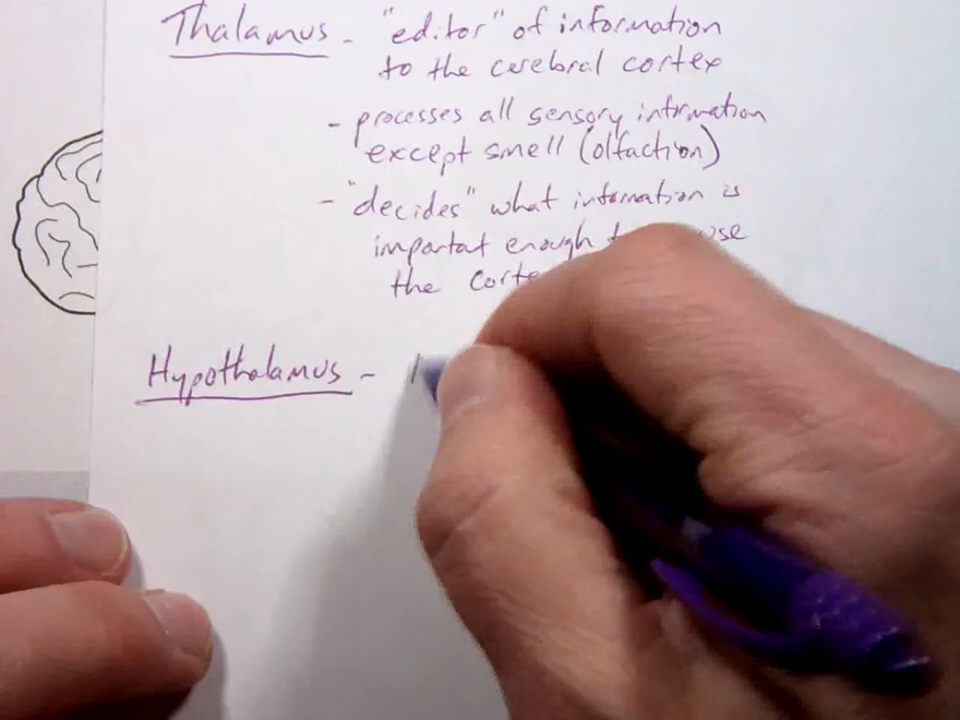 Thalamus - "editor" of information
to the cerebral cortex
- processes all sensory information
except smell (olfaction)
- "decides" what information is
importat enough
the
Hypothalamus -